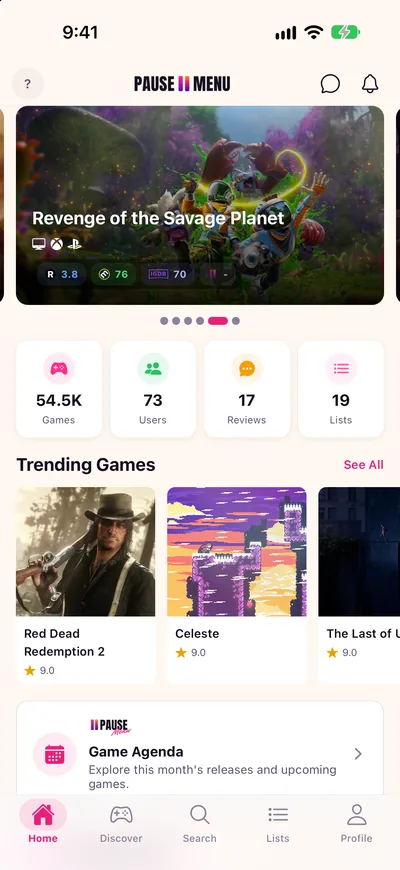 9:41
?
PAUSE MENU
Revenge of the Savage Planet
R 3.8
76
IGDB 70
-
54.5K
Games
73
Users
17
Reviews
19
Lists
Trending Games
See All
Red Dead
Redemption 2
9.0
Celeste
9.0
The Last of U
9.0
PAUSE
Menu
Game Agenda
Explore this month's releases and upcoming
games.
Home
Discover
Search
Lists
Profile